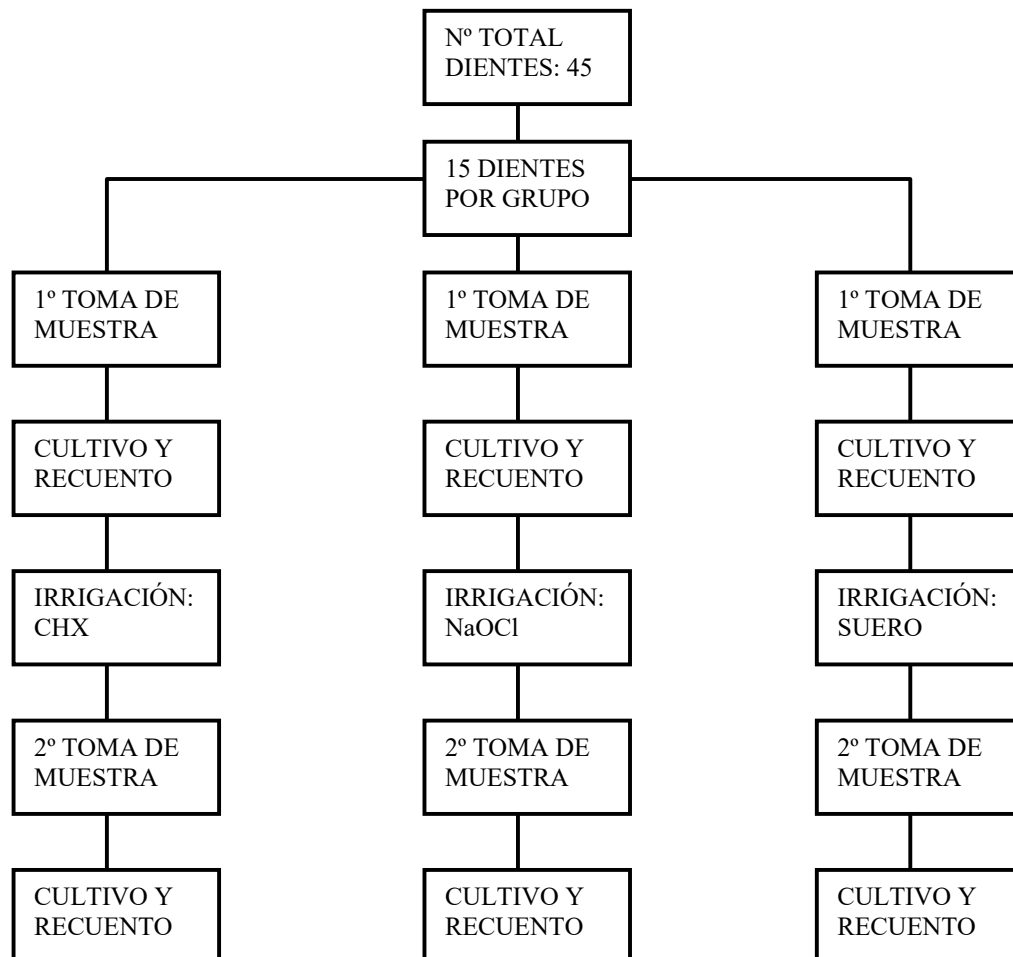 Nº TOTAL
DIENTES: 45
15 DIENTES
POR GRUPO
1º TOMA DE
MUESTRA
1º TOMA DE
MUESTRA
1º TOMA DE
MUESTRA
CULTIVO Y
RECUENTO
CULTIVO Y
RECUENTO
CULTIVO Y
RECUENTO
IRRIGACIÓN:
CHX
IRRIGACIÓN:
NaOCl
IRRIGACIÓN:
SUERO
2º TOMA DE
MUESTRA
2º TOMA DE
MUESTRA
2º TOMA DE
MUESTRA
CULTIVO Y
RECUENTO
CULTIVO Y
RECUENTO
CULTIVO Y
RECUENTO